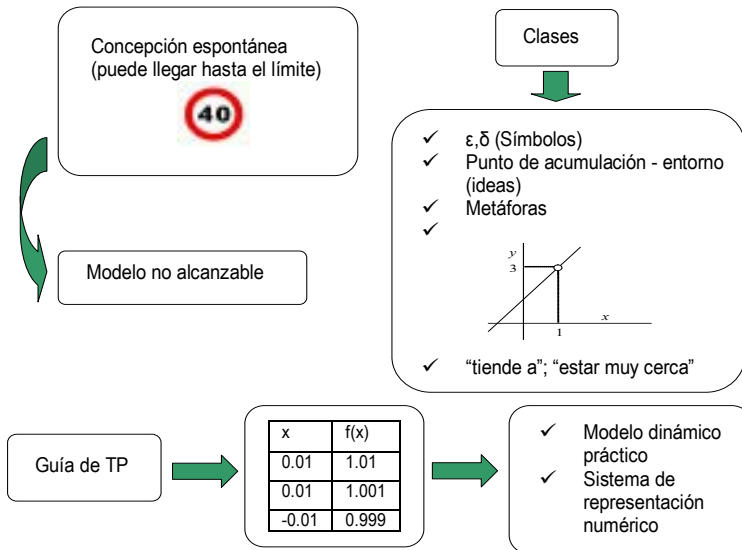 Concepción espontánea
(puede llegar hasta el límite)
40
Modelo no alcanzable
Clases
✓ ε,δ (Símbolos)
✓ Punto de acumulación - entorno
(ideas)
✓ Metáforas
✓
y
3
x
1
✓ “tiende a”; “estar muy cerca”
Guía de TP
x f(x)
0.01 1.01
0.01 1.001
-0.01 0.999
✓ Modelo dinámico
práctico
✓ Sistema de
representación
numérico